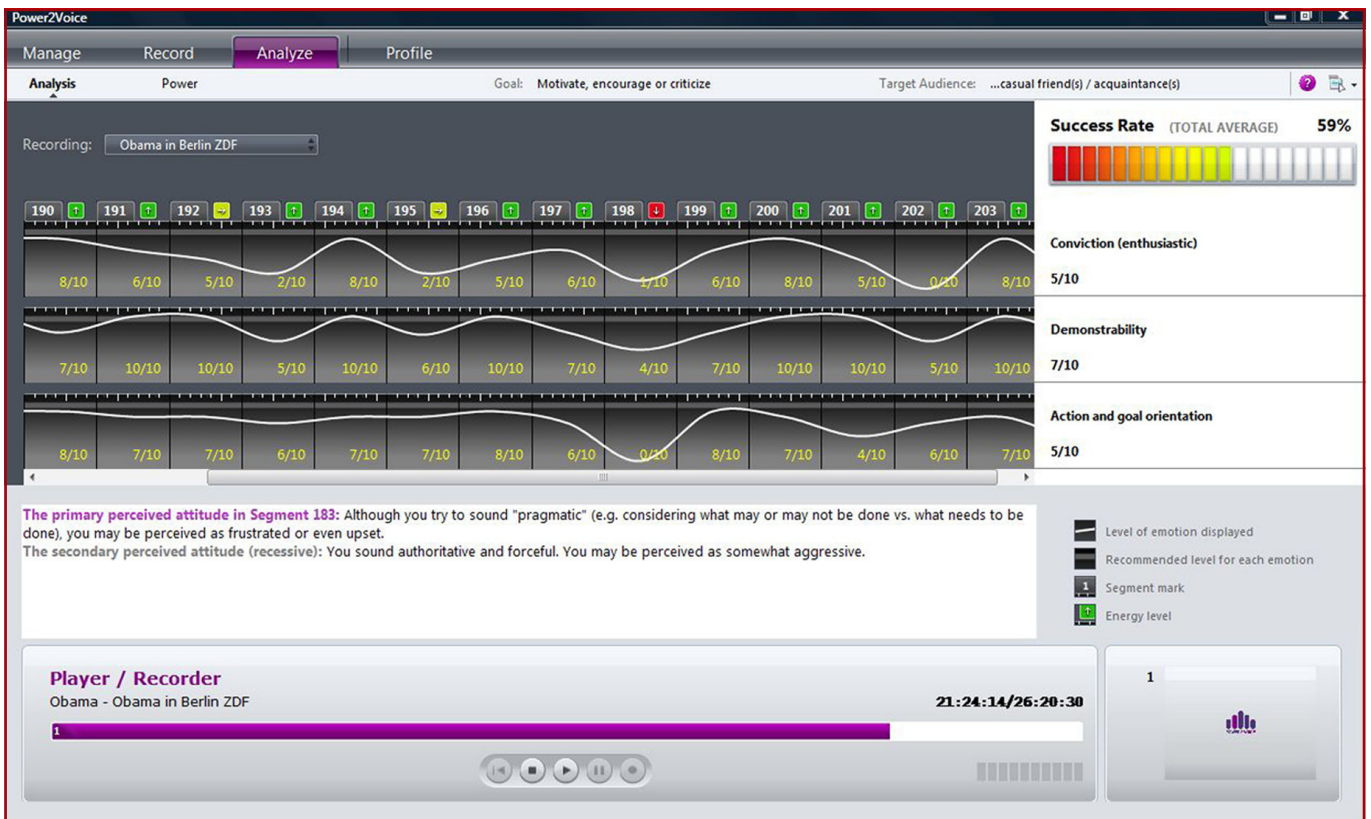 Power2Voice
Manage Record Analyze Profile
Analysis Power Goal: Motivate, encourage or criticize Target Audience: ...casual friend(s) / acquaintance(s)
Recording: Obama in Berlin ZDF
Success Rate (TOTAL AVERAGE) 59%
190 191 192 193 194 195 196 197 198 199 200 201 202 203
Conviction (enthusiastic)
8/10 6/10 5/10 2/10 8/10 2/10 5/10 6/10 1/10 6/10 8/10 5/10 0/10 8/10 5/10
Demonstrability
7/10 10/10 10/10 5/10 10/10 6/10 10/10 7/10 4/10 7/10 10/10 10/10 5/10 10/10 7/10
Action and goal orientation
8/10 7/10 7/10 6/10 7/10 7/10 8/10 6/10 0/10 8/10 7/10 4/10 6/10 7/10 5/10
The primary perceived attitude in Segment 183: Although you try to sound "pragmatic" (e.g. considering what may or may not be done vs. what needs to be
done), you may be perceived as frustrated or even upset.
The secondary perceived attitude (recessive): You sound authoritative and forceful. You may be perceived as somewhat aggressive.
Level of emotion displayed
Recommended level for each emotion
1 Segment mark
Energy level
Player / Recorder
Obama - Obama in Berlin ZDF
21:24:14/26:20:30
1
1